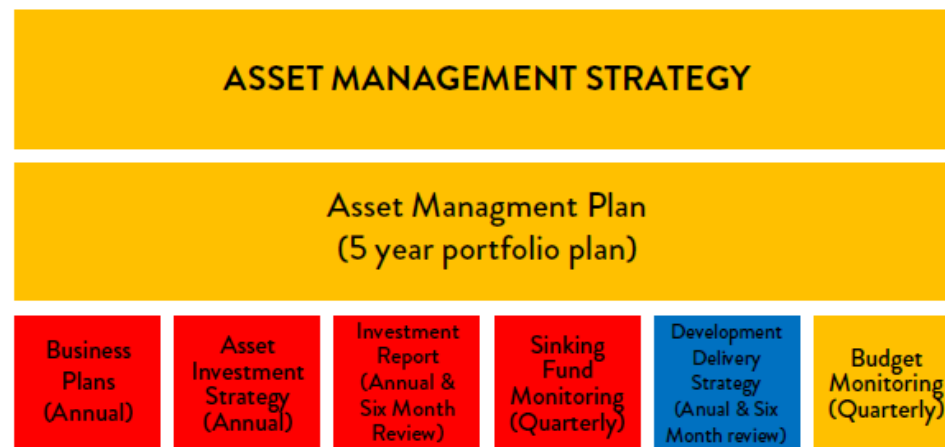 ASSET MANAGEMENT STRATEGY
Asset Managment Plan
(5 year portfolio plan)
Business
Plans
(Annual)
Asset
Investment
Strategy
(Annual)
Investment
Report
(Annual &
Six Month
Review)
Sinking
Fund
Monitoring
(Quarterly)
Development
Delivery
Strategy
(Anual & Six
Month review)
Budget
Monitoring
(Quarterly)